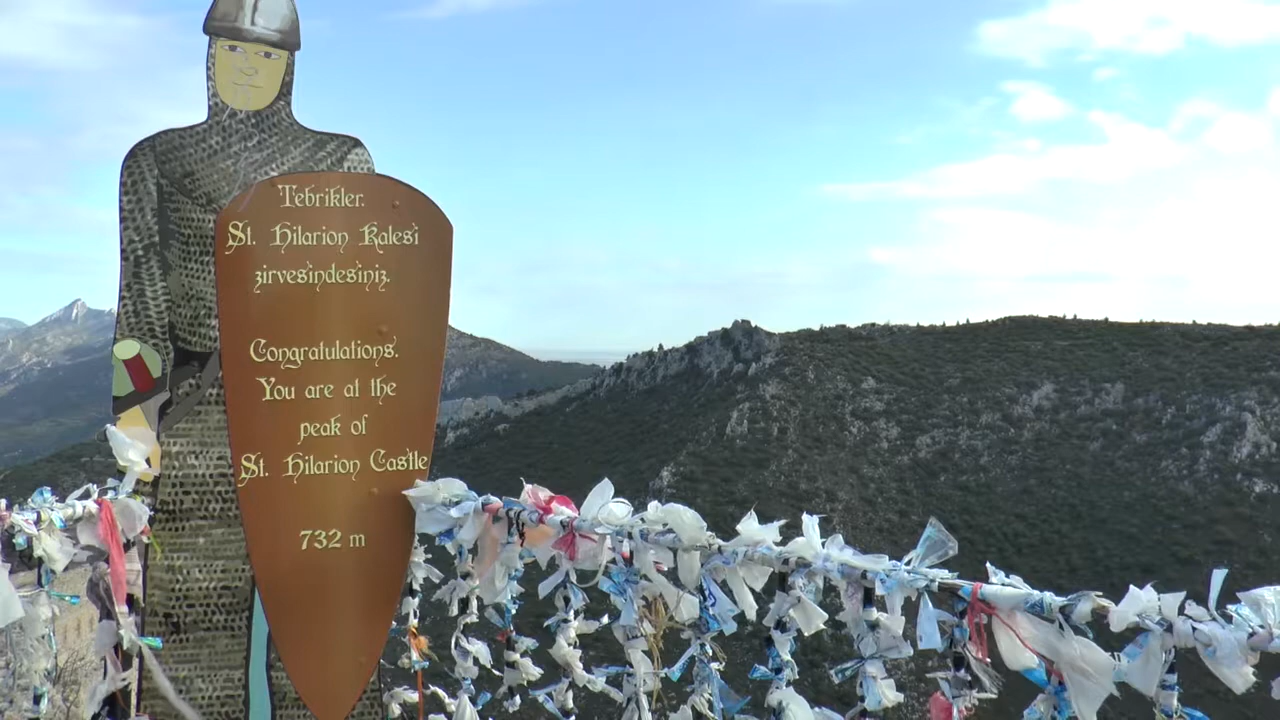 Tebrikler.
St. Hilarion Kalesi
zirvesindesiniz.
Congratulations.
You are at the
peak of
St. Hilarion Castle
732 m